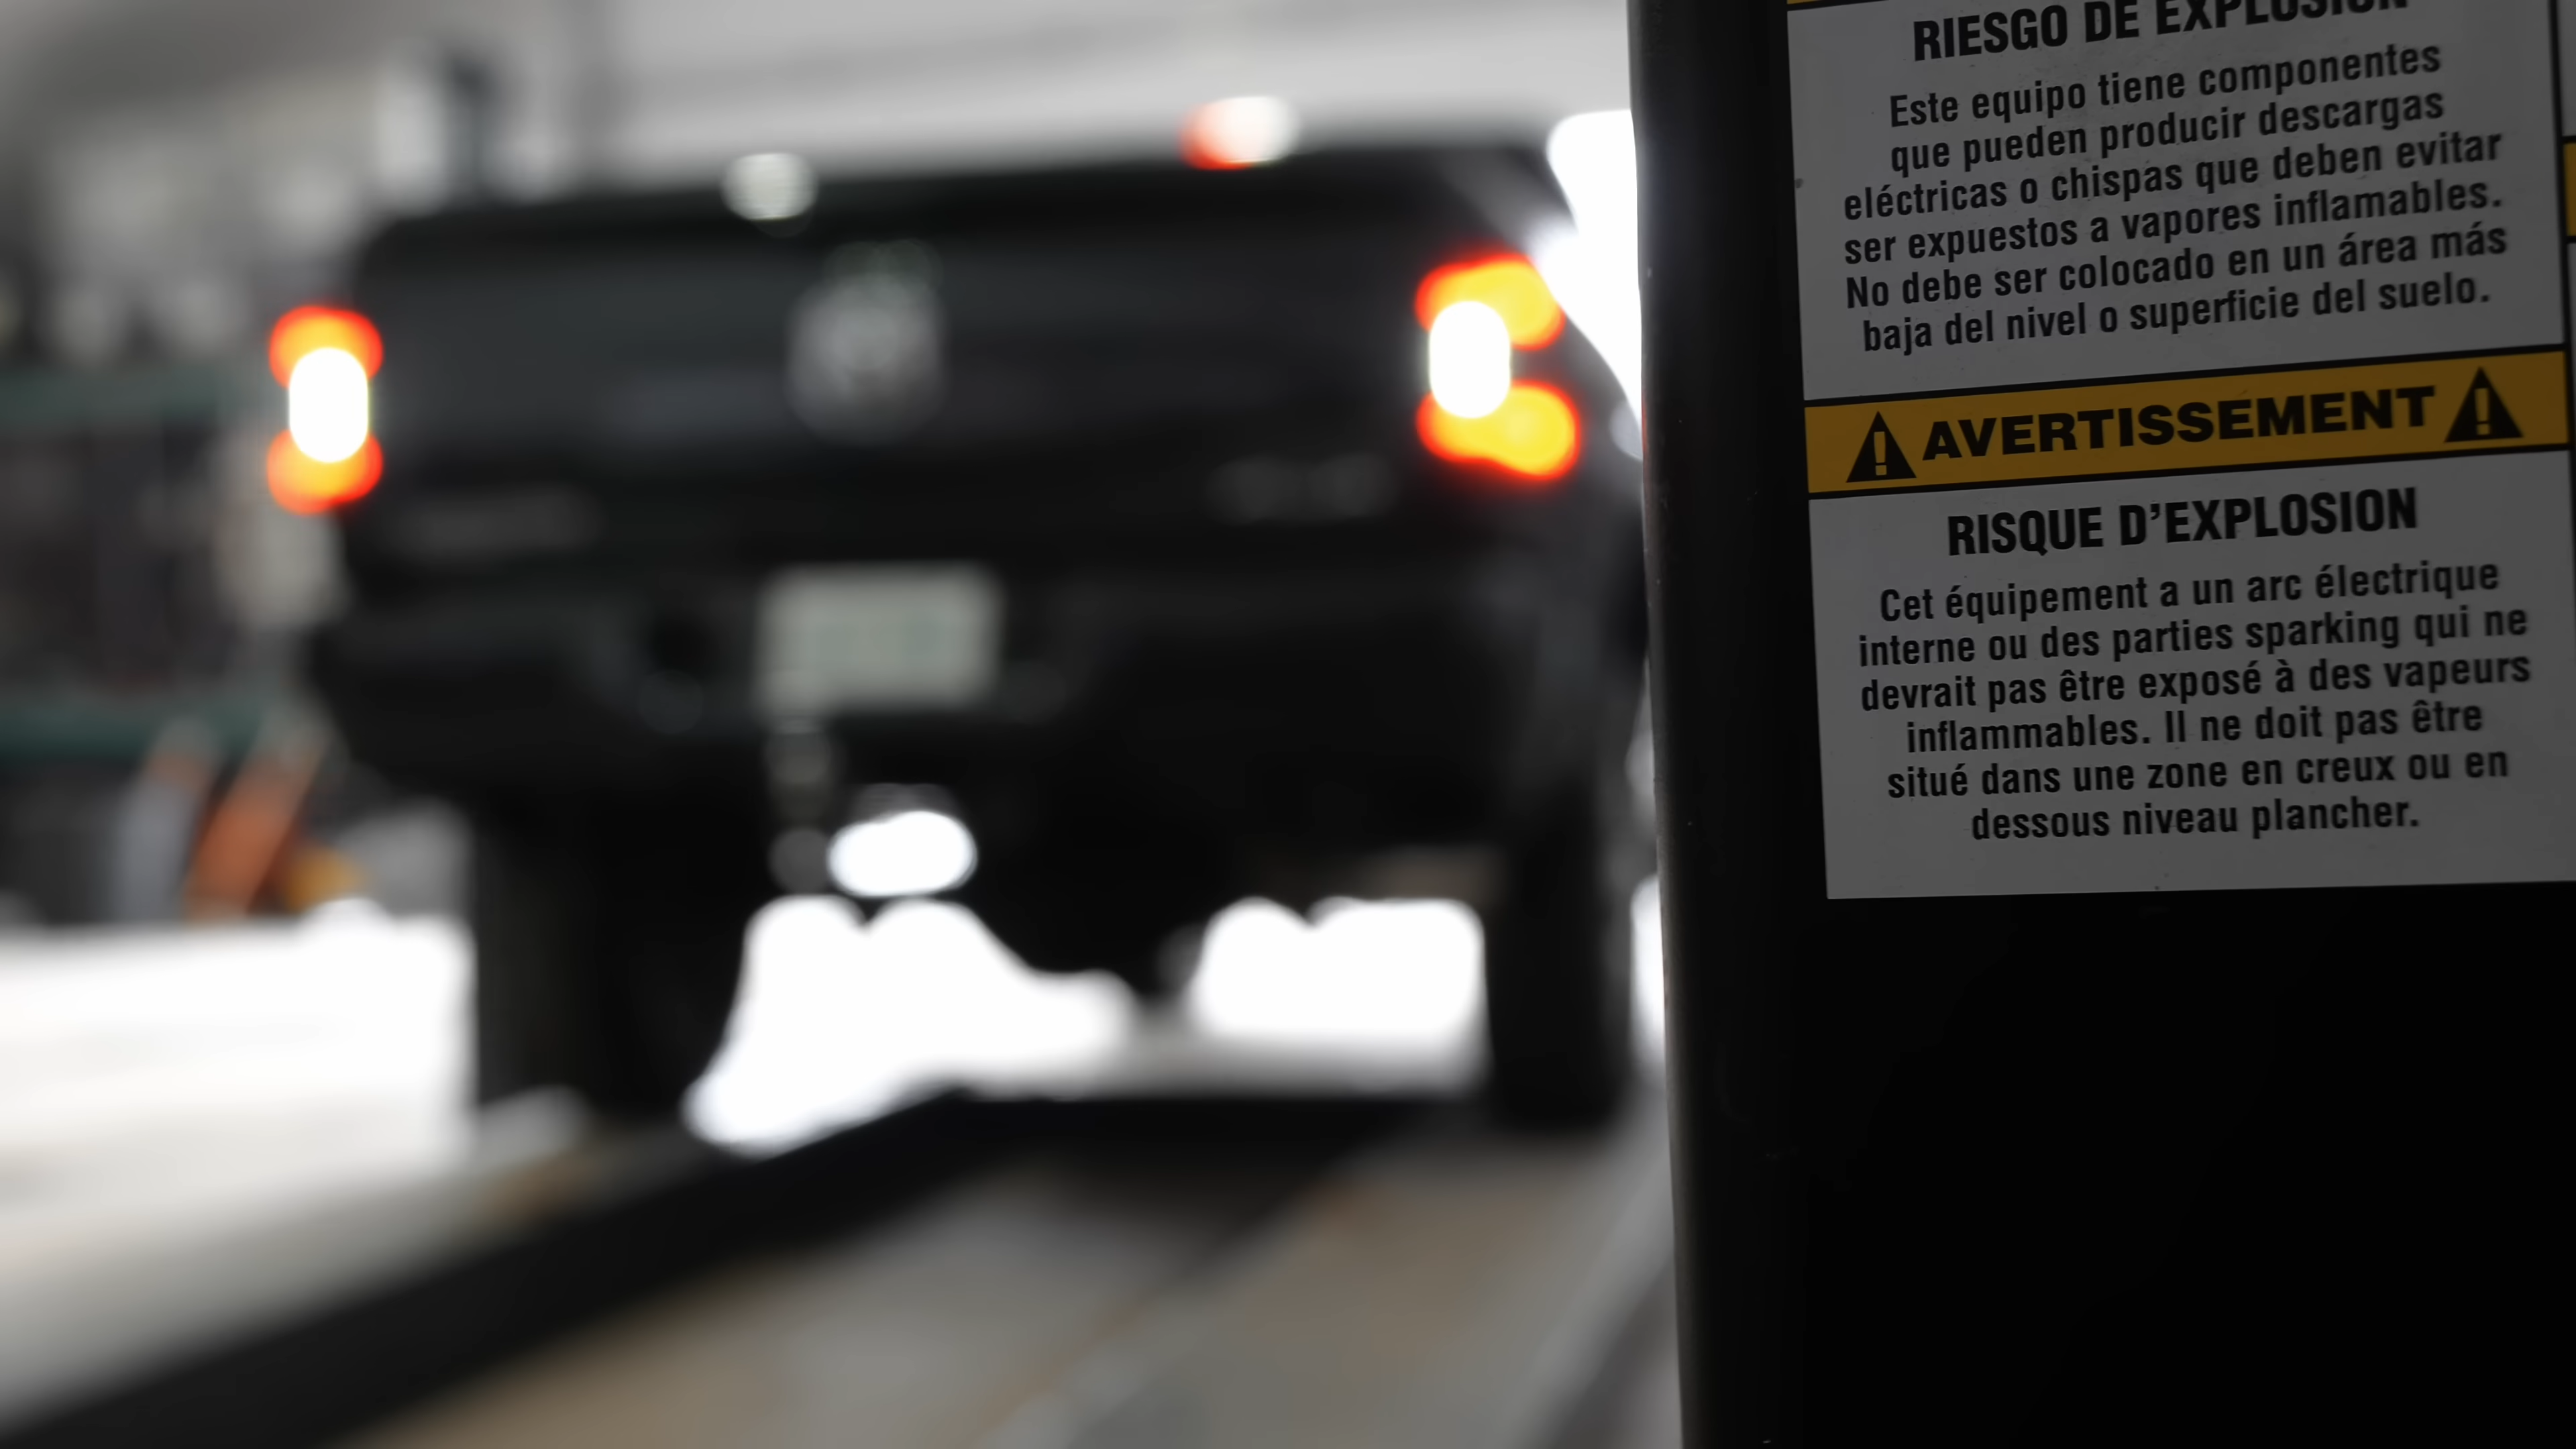 RIESGO DE EXPLOSIÓN
Este equipo tiene componentes
que pueden producir descargas
eléctricas o chispas que deben evitar
ser expuestos a vapores inflamables.
No debe ser colocado en un área más
baja del nivel o superficie del suelo.
AVERTISSEMENT
RISQUE D'EXPLOSION
Cet équipement a un arc électrique
interne ou des parties sparking qui ne
devrait pas être exposé à des vapeurs
inflammables. Il ne doit pas être
situé dans une zone en creux ou en
dessous niveau plancher.